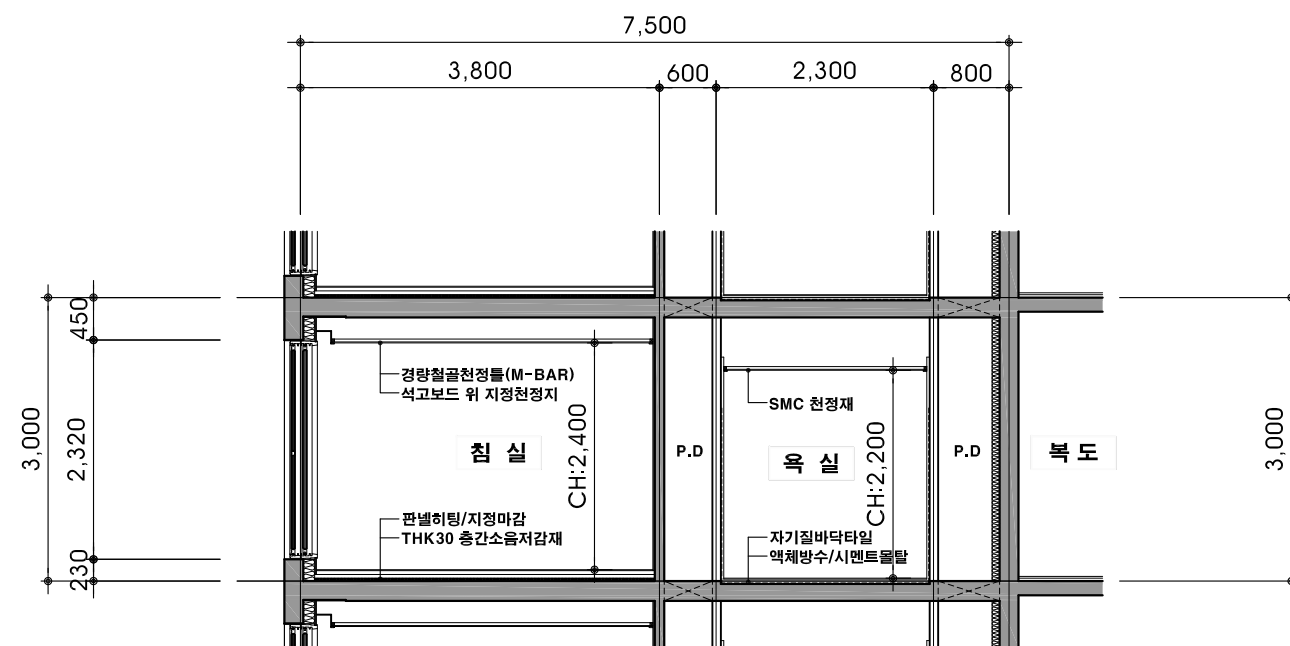 7,500
3,800
600
2,300
800
450
3,000
2,320
230
경량철골천정틀(M-BAR)
석고보드 위 지정천정지
CH:2,400
침 실
판넬히팅/지정마감
THK30 층간소음저감재
P.D
SMC 천정재
욕 실
CH:2,200
자기질바닥타일
액체방수/시멘트몰탈
P.D
복 도
3,000